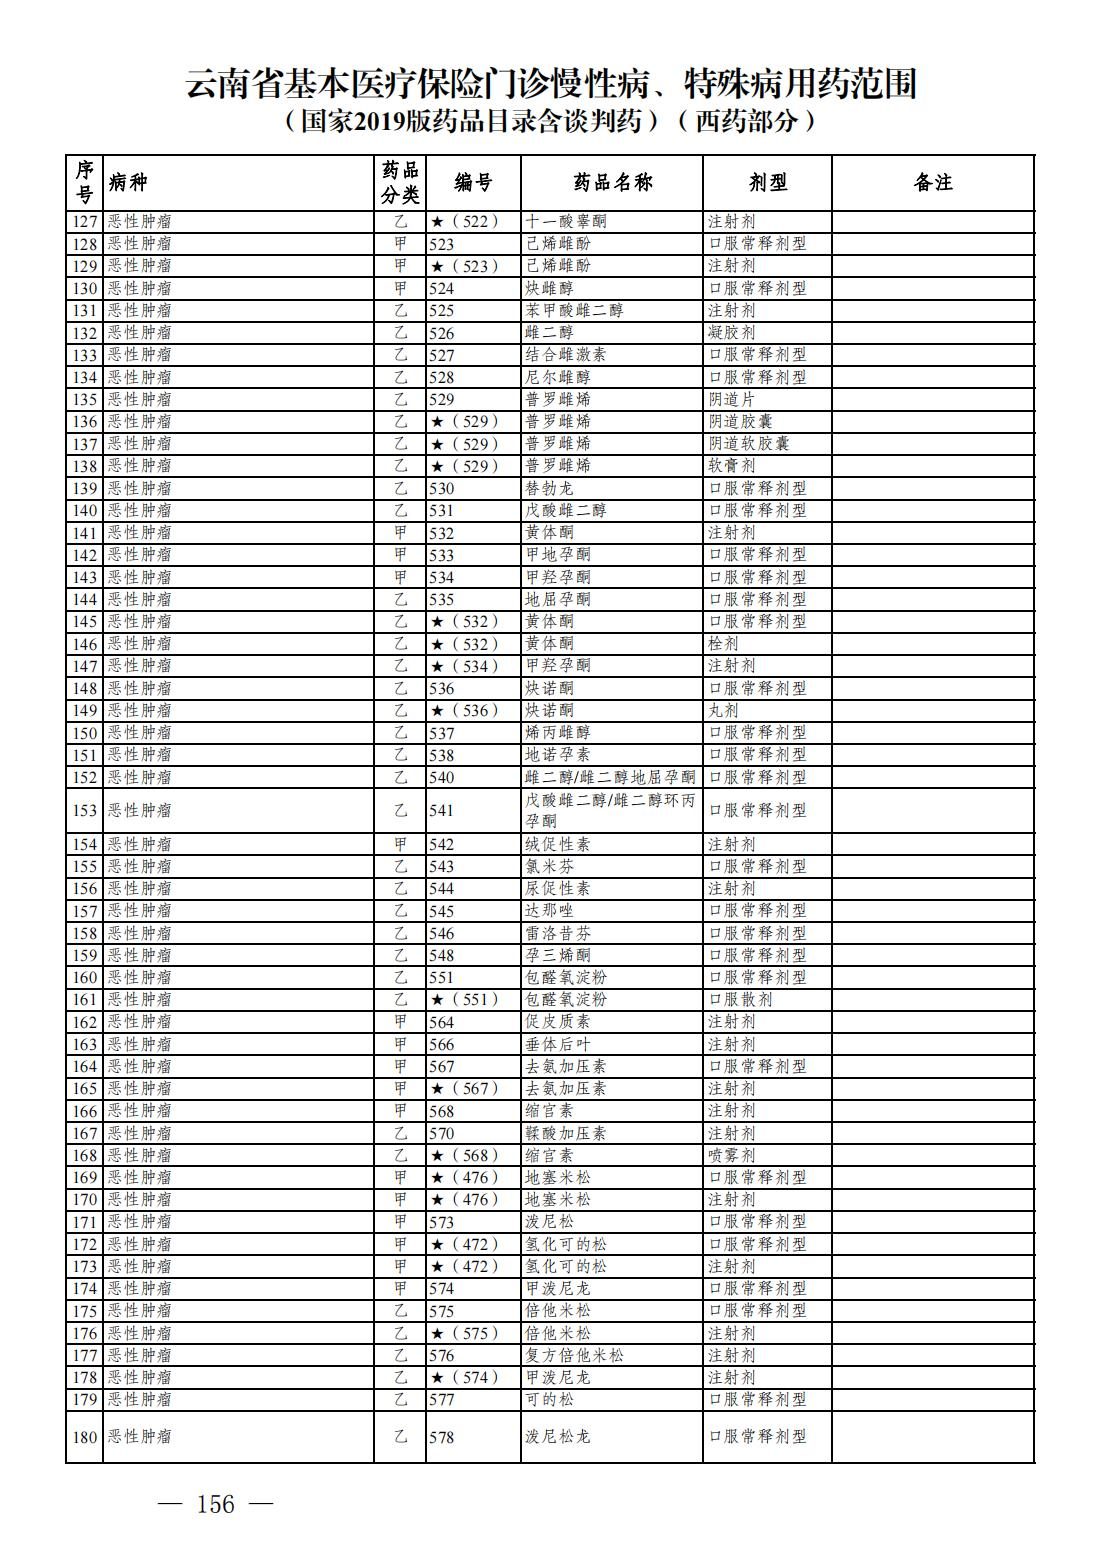 云南省基本医疗保险门诊慢性病、特殊病用药范围
（国家2019版药品目录含谈判药）（西药部分）
序号 病种 药品分类 编号 药品名称 剂型 备注
127 恶性肿瘤 乙 ★（522） 十一酸睾酮 注射剂
128 恶性肿瘤 甲 523 己烯雌酚 口服常释剂型
129 恶性肿瘤 甲 ★（523） 己烯雌酚 注射剂
130 恶性肿瘤 甲 524 炔雌醇 口服常释剂型
131 恶性肿瘤 乙 525 苯甲酸雌二醇 注射剂
132 恶性肿瘤 乙 526 雌二醇 凝胶剂
133 恶性肿瘤 乙 527 结合雌激素 口服常释剂型
134 恶性肿瘤 乙 528 尼尔雌醇 口服常释剂型
135 恶性肿瘤 乙 529 普罗雌烯 阴道片
136 恶性肿瘤 乙 ★（529） 普罗雌烯 阴道胶囊
137 恶性肿瘤 乙 ★（529） 普罗雌烯 阴道软胶囊
138 恶性肿瘤 乙 ★（529） 普罗雌烯 软膏剂
139 恶性肿瘤 乙 530 替勃龙 口服常释剂型
140 恶性肿瘤 乙 531 戊酸雌二醇 口服常释剂型
141 恶性肿瘤 甲 532 黄体酮 注射剂
142 恶性肿瘤 甲 533 甲地孕酮 口服常释剂型
143 恶性肿瘤 甲 534 甲羟孕酮 口服常释剂型
144 恶性肿瘤 乙 535 地屈孕酮 口服常释剂型
145 恶性肿瘤 乙 ★（532） 黄体酮 口服常释剂型
146 恶性肿瘤 乙 ★（532） 黄体酮 栓剂
147 恶性肿瘤 乙 ★（534） 甲羟孕酮 注射剂
148 恶性肿瘤 乙 536 炔诺酮 口服常释剂型
149 恶性肿瘤 乙 ★（536） 炔诺酮 丸剂
150 恶性肿瘤 乙 537 烯丙雌醇 口服常释剂型
151 恶性肿瘤 乙 538 地诺孕素 口服常释剂型
152 恶性肿瘤 乙 540 雌二醇/雌二醇地屈孕酮 口服常释剂型
153 恶性肿瘤 乙 541 戊酸雌二醇/雌二醇环丙孕酮 口服常释剂型
154 恶性肿瘤 甲 542 绒促性素 注射剂
155 恶性肿瘤 乙 543 氯米芬 口服常释剂型
156 恶性肿瘤 乙 544 尿促性素 注射剂
157 恶性肿瘤 乙 545 达那唑 口服常释剂型
158 恶性肿瘤 乙 546 雷洛昔芬 口服常释剂型
159 恶性肿瘤 乙 548 孕三烯酮 口服常释剂型
160 恶性肿瘤 乙 551 包醛氧淀粉 口服常释剂型
161 恶性肿瘤 乙 ★（551） 包醛氧淀粉 口服散剂
162 恶性肿瘤 甲 564 促皮质素 注射剂
163 恶性肿瘤 甲 566 垂体后叶 注射剂
164 恶性肿瘤 甲 567 去氨加压素 口服常释剂型
165 恶性肿瘤 甲 ★（567） 去氨加压素 注射剂
166 恶性肿瘤 甲 568 缩宫素 注射剂
167 恶性肿瘤 乙 570 鞣酸加压素 注射剂
168 恶性肿瘤 乙 ★（568） 缩宫素 喷雾剂
169 恶性肿瘤 甲 ★（476） 地塞米松 口服常释剂型
170 恶性肿瘤 甲 ★（476） 地塞米松 注射剂
171 恶性肿瘤 甲 573 泼尼松 口服常释剂型
172 恶性肿瘤 甲 ★（472） 氢化可的松 口服常释剂型
173 恶性肿瘤 甲 ★（472） 氢化可的松 注射剂
174 恶性肿瘤 甲 574 甲泼尼龙 口服常释剂型
175 恶性肿瘤 乙 575 倍他米松 口服常释剂型
176 恶性肿瘤 乙 ★（575） 倍他米松 注射剂
177 恶性肿瘤 乙 576 复方倍他米松 注射剂
178 恶性肿瘤 乙 ★（574） 甲泼尼龙 注射剂
179 恶性肿瘤 乙 577 可的松 口服常释剂型
180 恶性肿瘤 乙 578 泼尼松龙 口服常释剂型
— 156 —